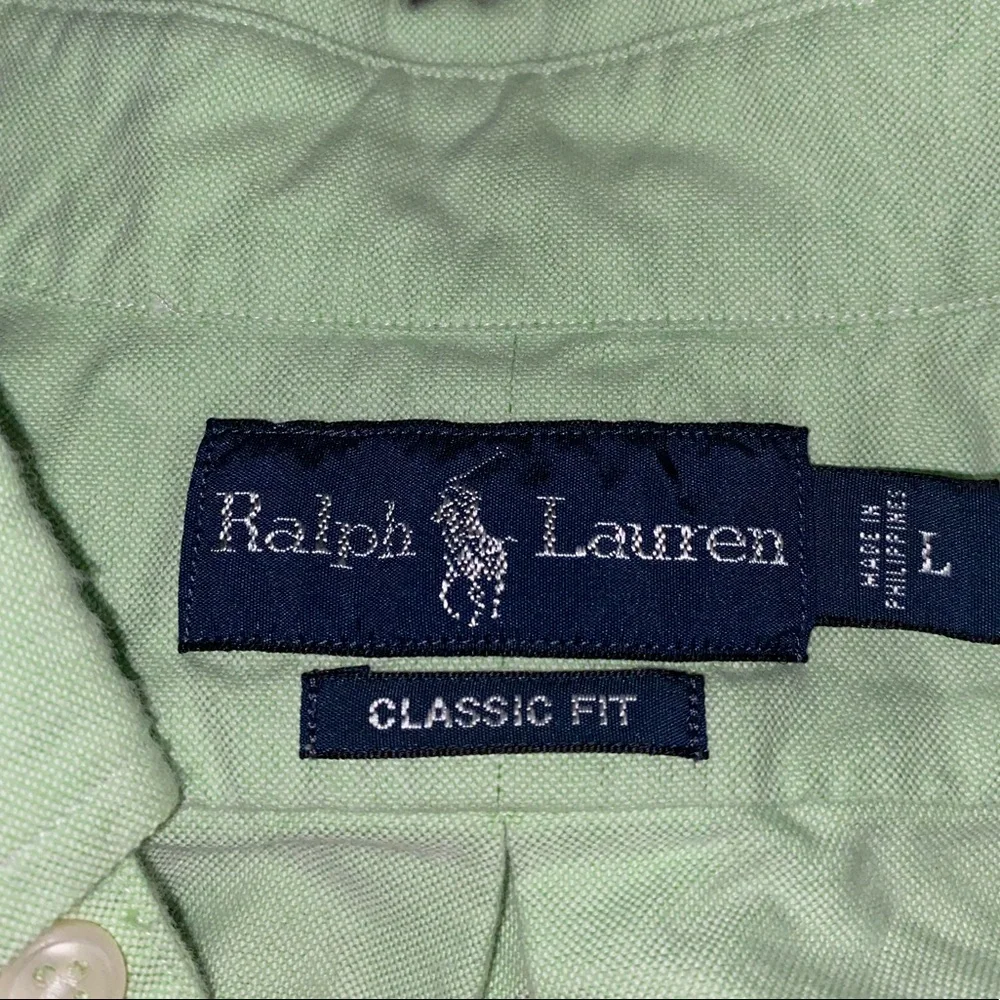 Ralph Lauren
MADE IN
PHILIPPINES
L
CLASSIC FIT